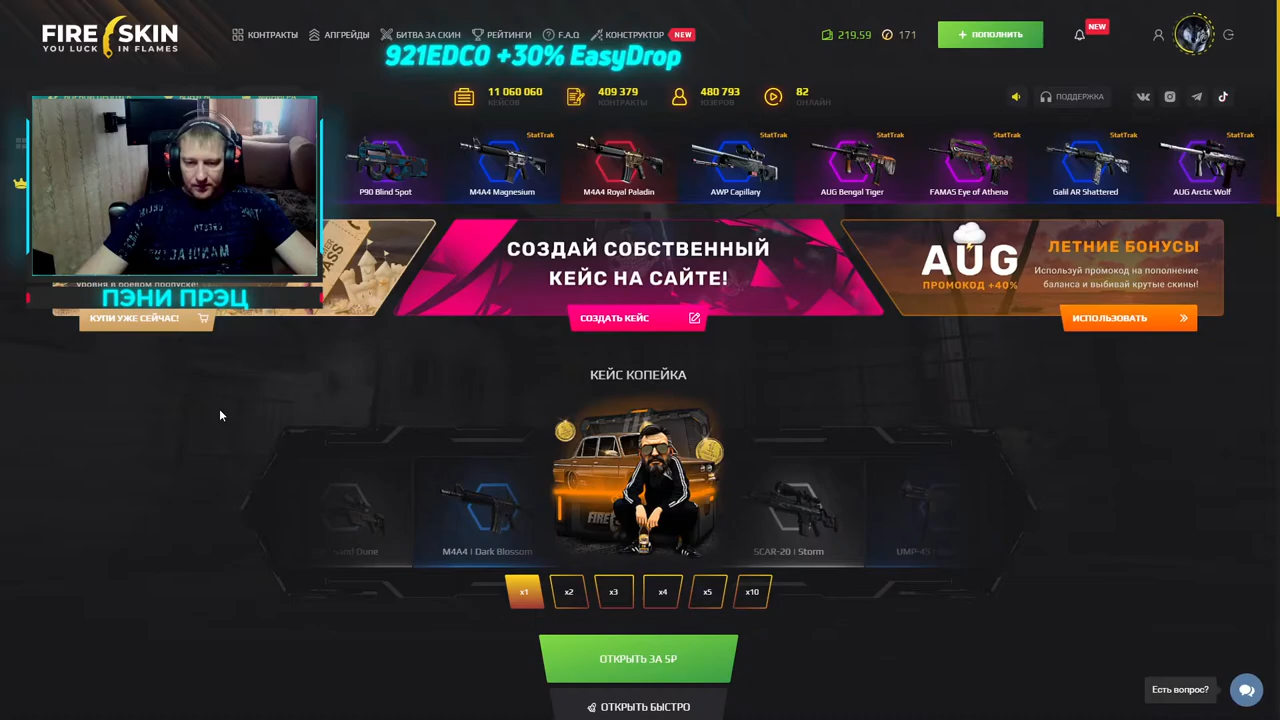 FIRE SKIN
YOU LUCK IN FLAMES
КОНТРАКТЫ
АПГРЕЙДЫ
БИТВА ЗА СКИН
РЕЙТИНГИ
F.A.Q
КОНСТРУКТОР
NEW
219.59
171
ПОПОЛНИТЬ
NEW
921EDC0 +30% EasyDrop
11 060 060
КЕЙСОВ
409 379
КОНТРАКТЫ
480 793
ЮЗЕРОВ
82
ОНЛАЙН
ПОДДЕРЖКА
P90 Blind Spot
M4A4 Magnesium
StatTrak
M4A4 Royal Paladin
AWP Capillary
StatTrak
AUG Bengal Tiger
StatTrak
FAMAS Eye of Athena
StatTrak
Galil AR Shattered
StatTrak
AUG Arctic Wolf
StatTrak
PASS
ПЭНИ ПРЭЦ
КУПИ УЖЕ СЕЙЧАС!
СОЗДАЙ СОБСТВЕННЫЙ
КЕЙС НА САЙТЕ!
СОЗДАТЬ КЕЙС
AUG
ПРОМОКОД +40%
ЛЕТНИЕ БОНУСЫ
Используй промокод на пополнение
баланса и выбивай крутые скины!
ИСПОЛЬЗОВАТЬ
КЕЙС КОПЕЙКА
Dune
M4A4 | Dark Blossom
SCAR-20 | Storm
UMP-45 |
x1
x2
x3
x4
x5
x10
ОТКРЫТЬ ЗА 5Р
ОТКРЫТЬ БЫСТРО
Есть вопрос?